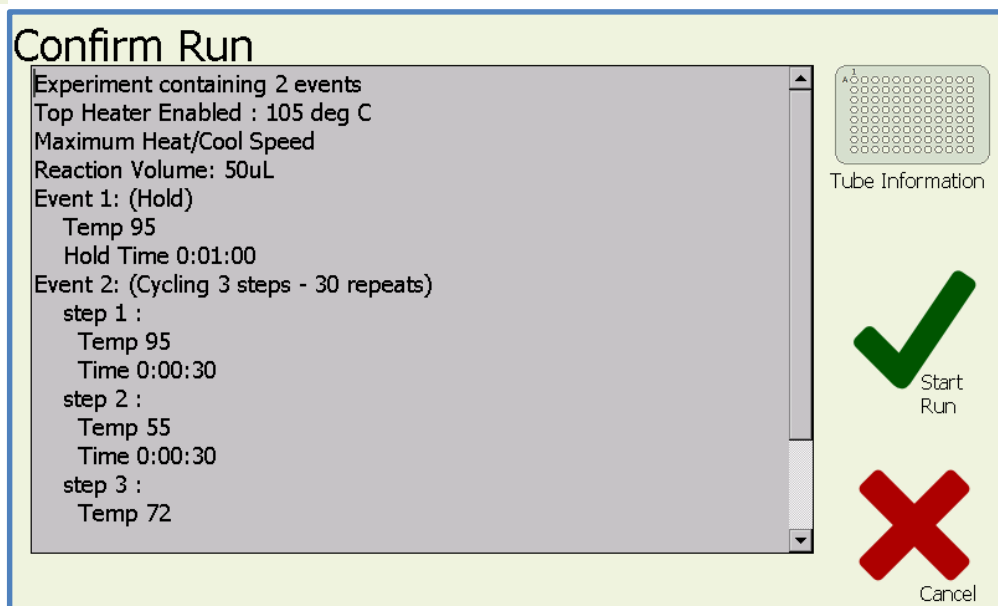 Confirm Run
Experiment containing 2 events
Top Heater Enabled : 105 deg C
Maximum Heat/Cool Speed
Reaction Volume: 50uL
Event 1: (Hold)
Temp 95
Hold Time 0:01:00
Event 2: (Cycling 3 steps - 30 repeats)
step 1 :
Temp 95
Time 0:00:30
step 2 :
Temp 55
Time 0:00:30
step 3 :
Temp 72
1
A
Tube Information
Start
Run
Cancel